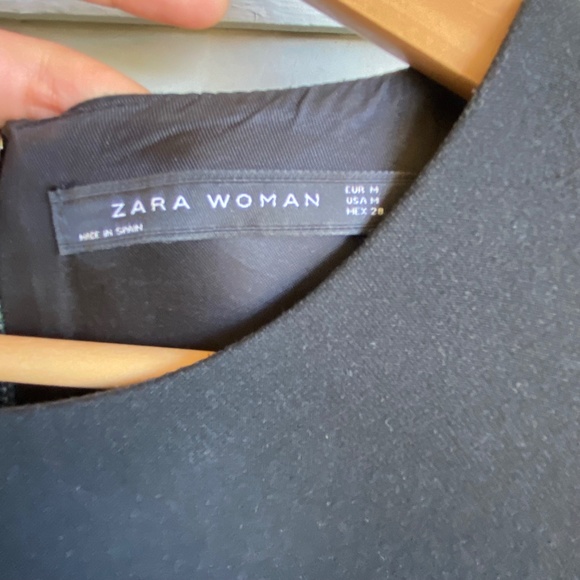 ZARA WOMAN
MADE IN SPAIN
EUR M
USA M
MEX 28